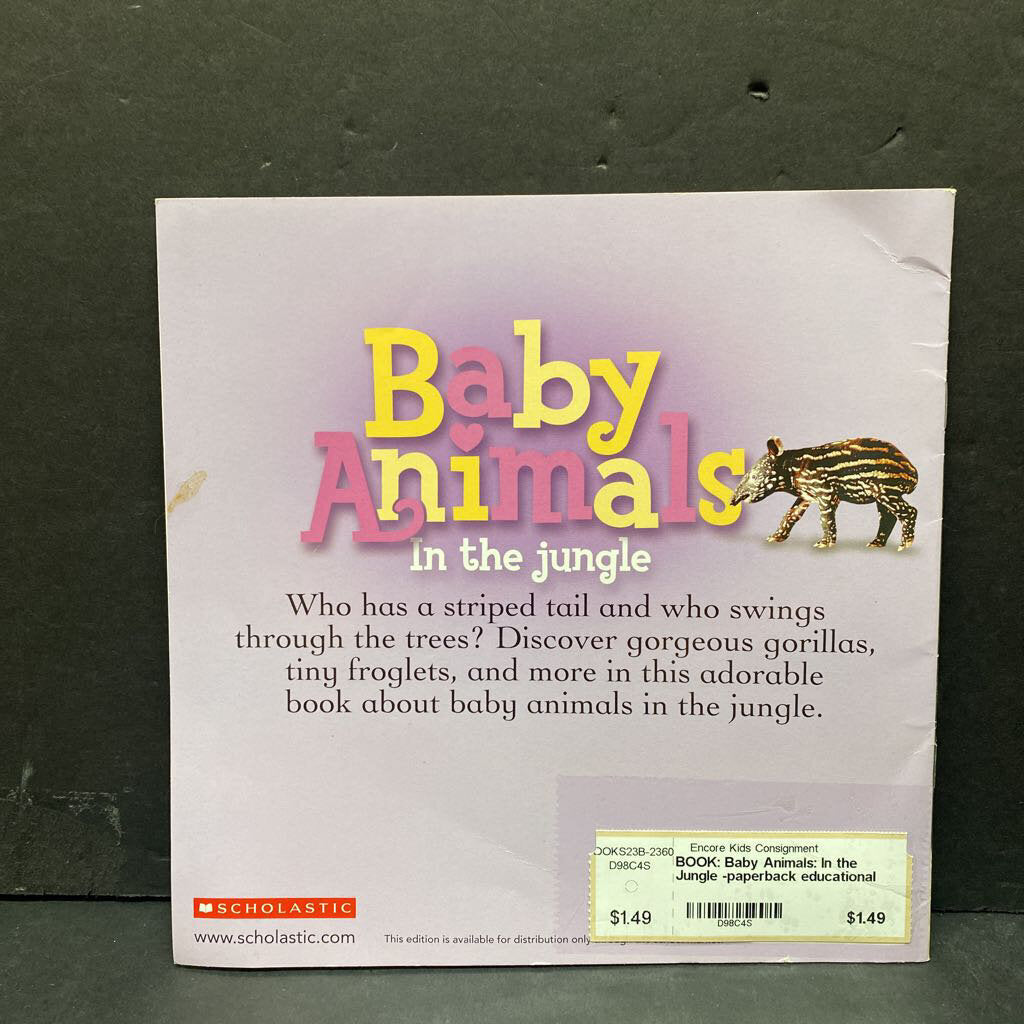 Baby
Animals
In the jungle
Who has a striped tail and who swings
through the trees? Discover gorgeous gorillas,
tiny froglets, and more in this adorable
book about baby animals in the jungle.
SCHOLASTIC
www.scholastic.com
This edition is available for distribution only
OOKS23B-2360
D98C4S
$1.49
Encore Kids Consignment
BOOK: Baby Animals: In the
Jungle -paperback educational
D98C4S
$1.49